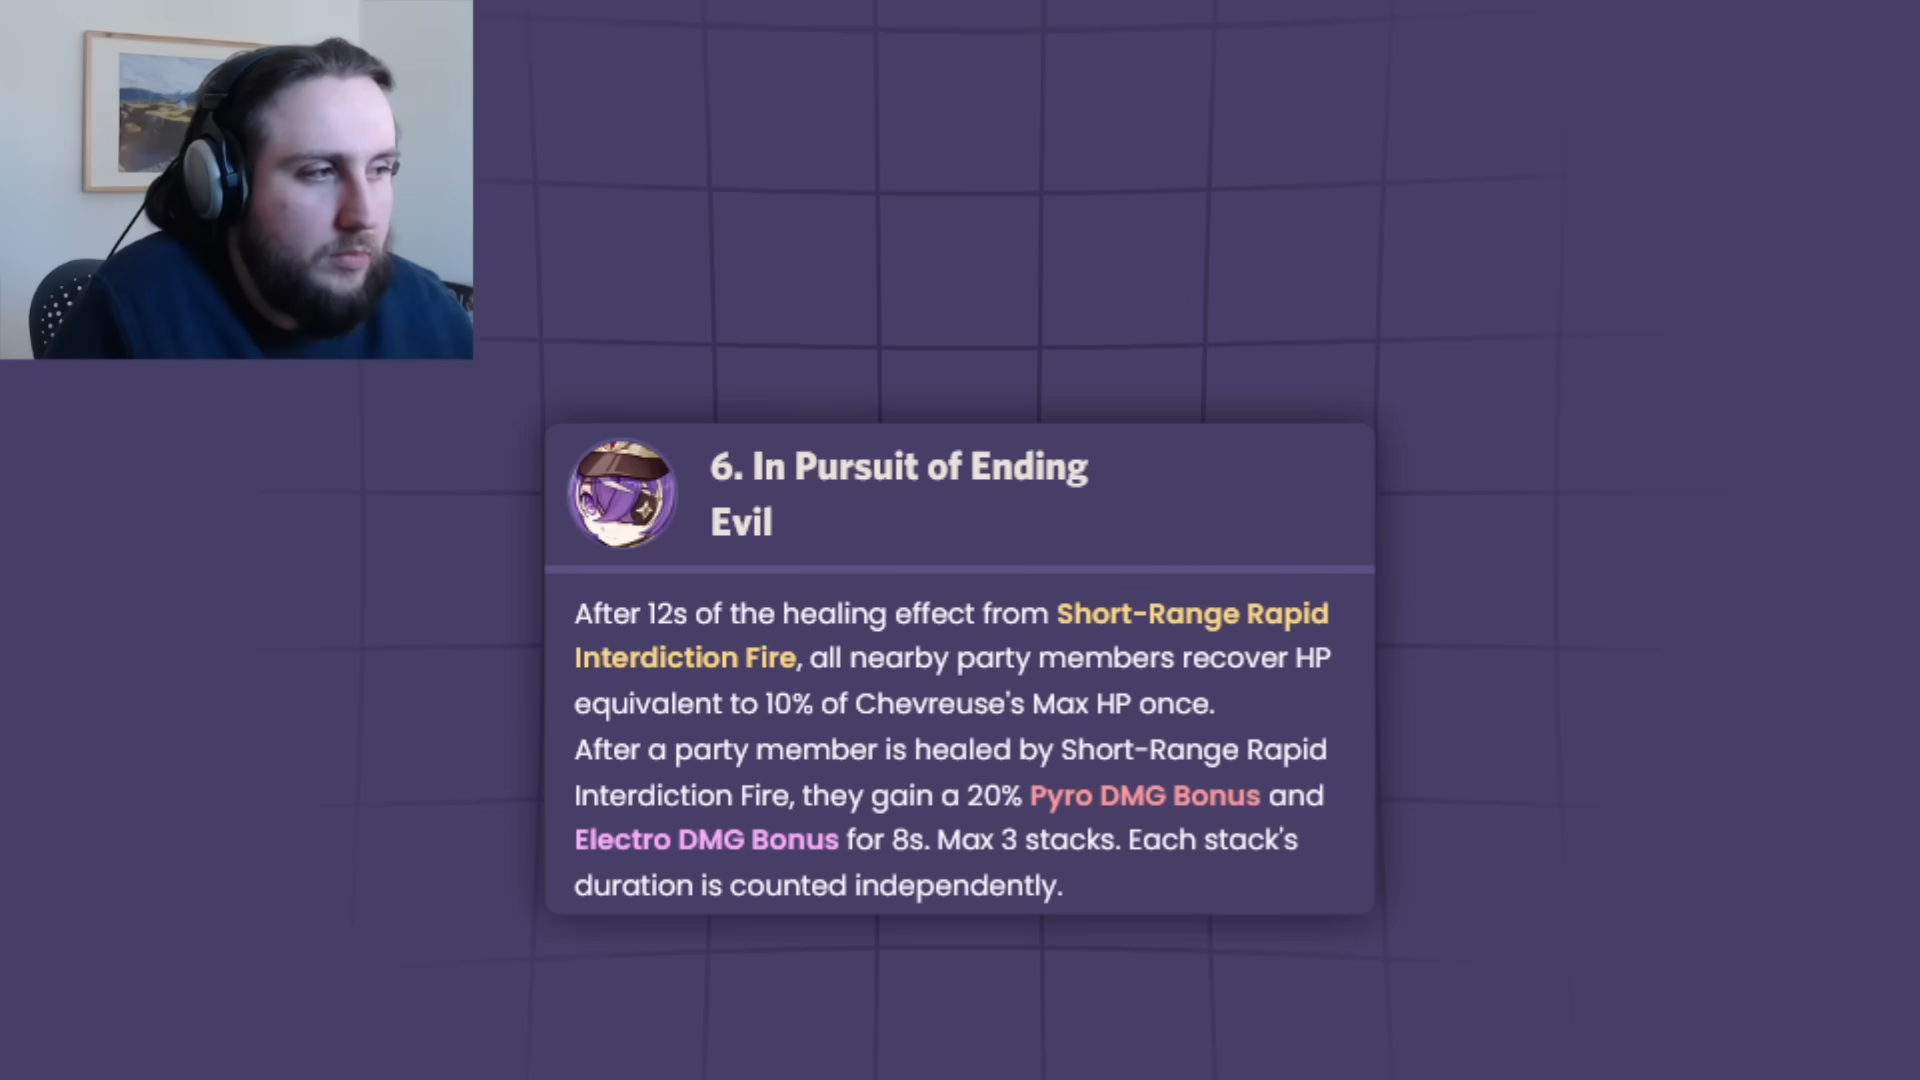 6. In Pursuit of Ending
Evil
After 12s of the healing effect from Short-Range Rapid
Interdiction Fire, all nearby party members recover HP
equivalent to 10% of Chevreuse's Max HP once.
After a party member is healed by Short-Range Rapid
Interdiction Fire, they gain a 20% Pyro DMG Bonus and
Electro DMG Bonus for 8s. Max 3 stacks. Each stack's
duration is counted independently.